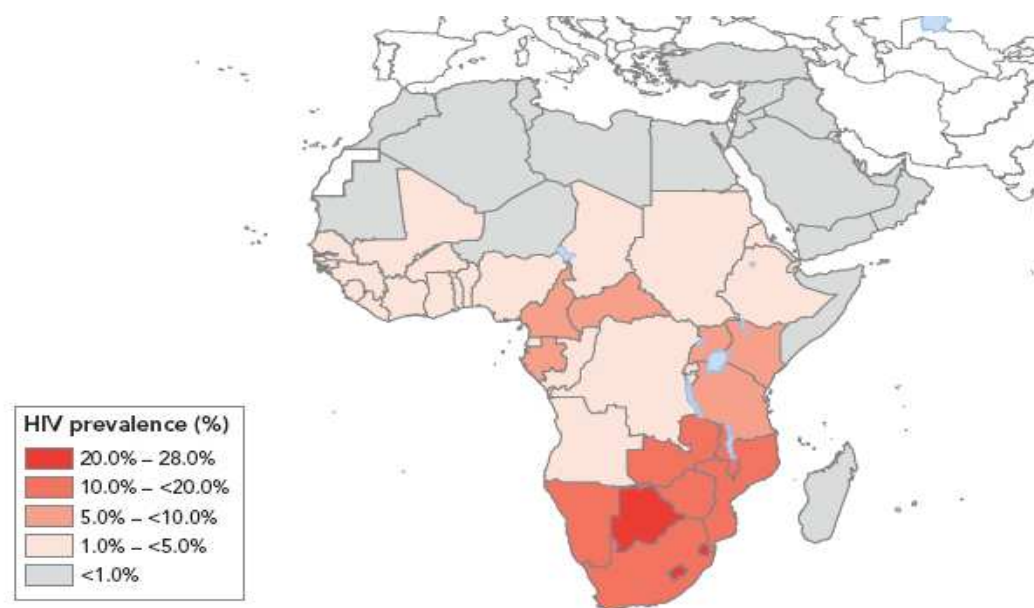 HIV prevalence (%)
20.0% – 28.0%
10.0% – <20.0%
5.0% – <10.0%
1.0% – <5.0%
<1.0%